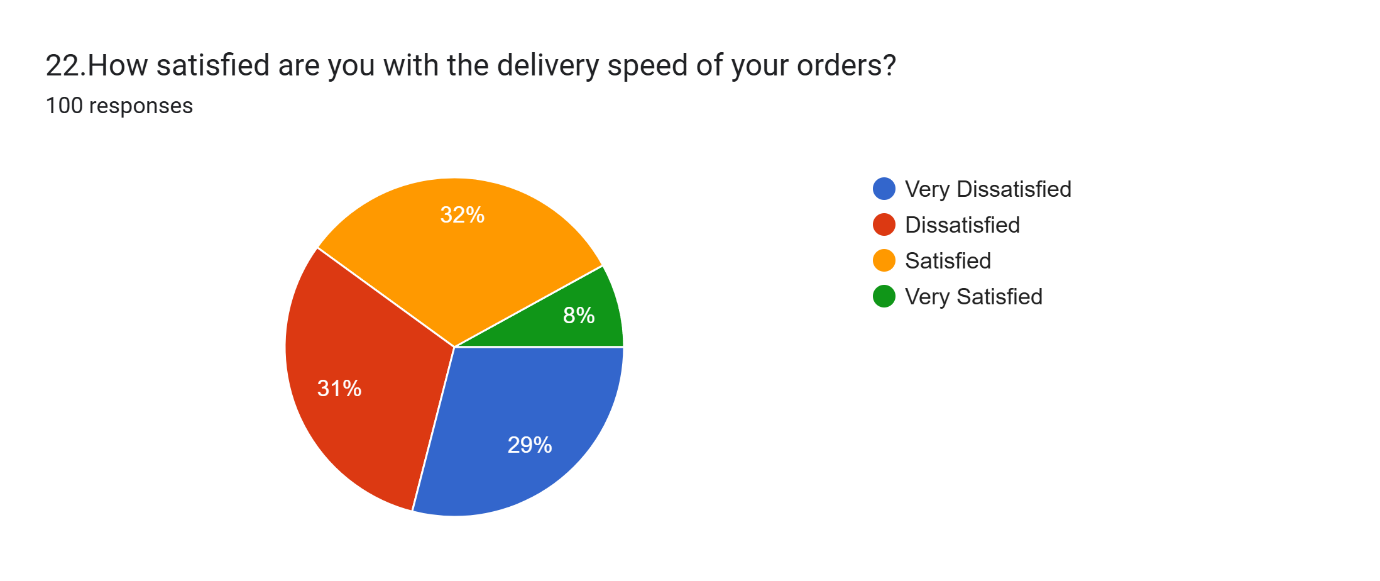 22.How satisfied are you with the delivery speed of your orders?
100 responses
Very Dissatisfied
Dissatisfied
Satisfied
Very Satisfied
32%
8%
31%
29%